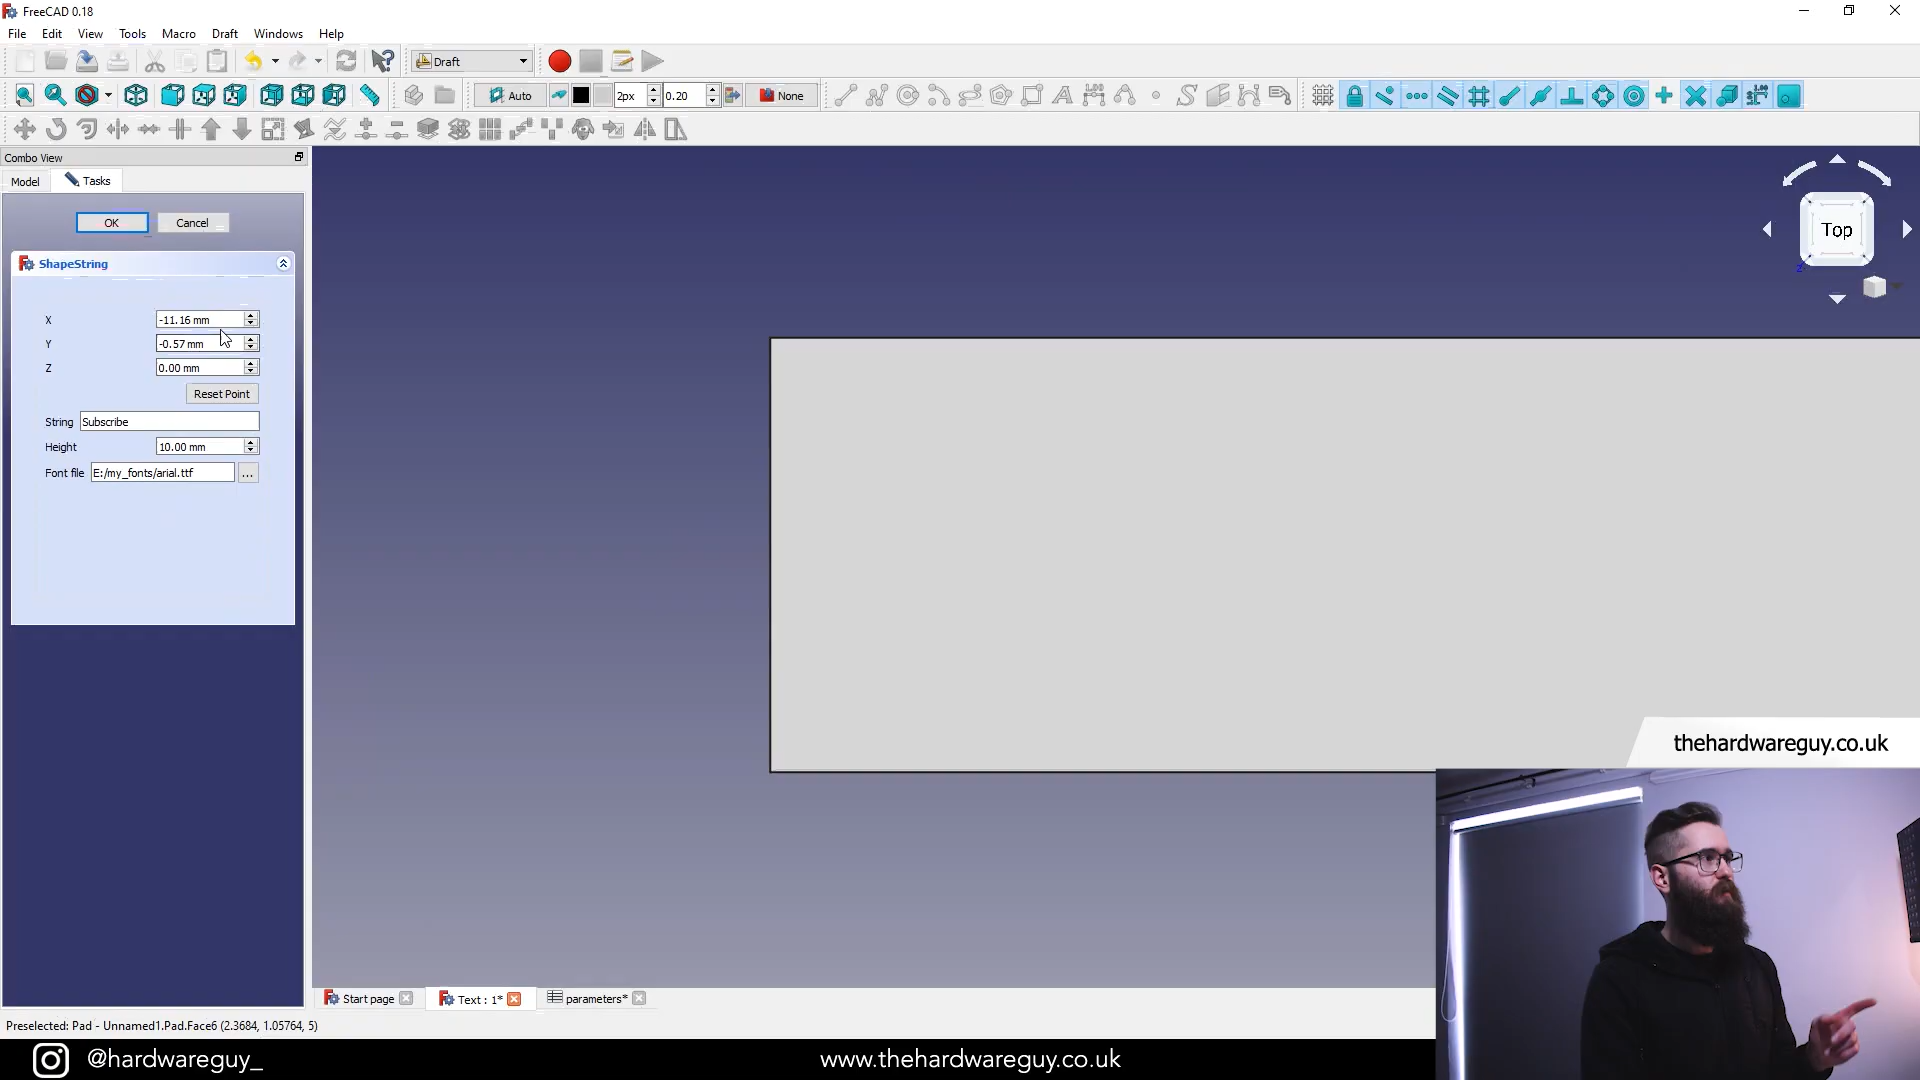 FreeCAD 0.18
File Edit View Tools Macro Draft Windows Help
Draft
Auto 2px 0.20 None
Combo View
Model Tasks
OK Cancel
ShapeString
X -11.16 mm
Y -0.57 mm
Z 0.00 mm
Reset Point
String Subscribe
Height 10.00 mm
Font file E:/my_fonts/arial.ttf ...
Top
Z
thehardwareguy.co.uk
Start page Text : 1* parameters*
Preselected: Pad - Unnamed1.Pad.Face6 (2.3684, 1.05764, 5)
@hardwareguy_ www.thehardwareguy.co.uk